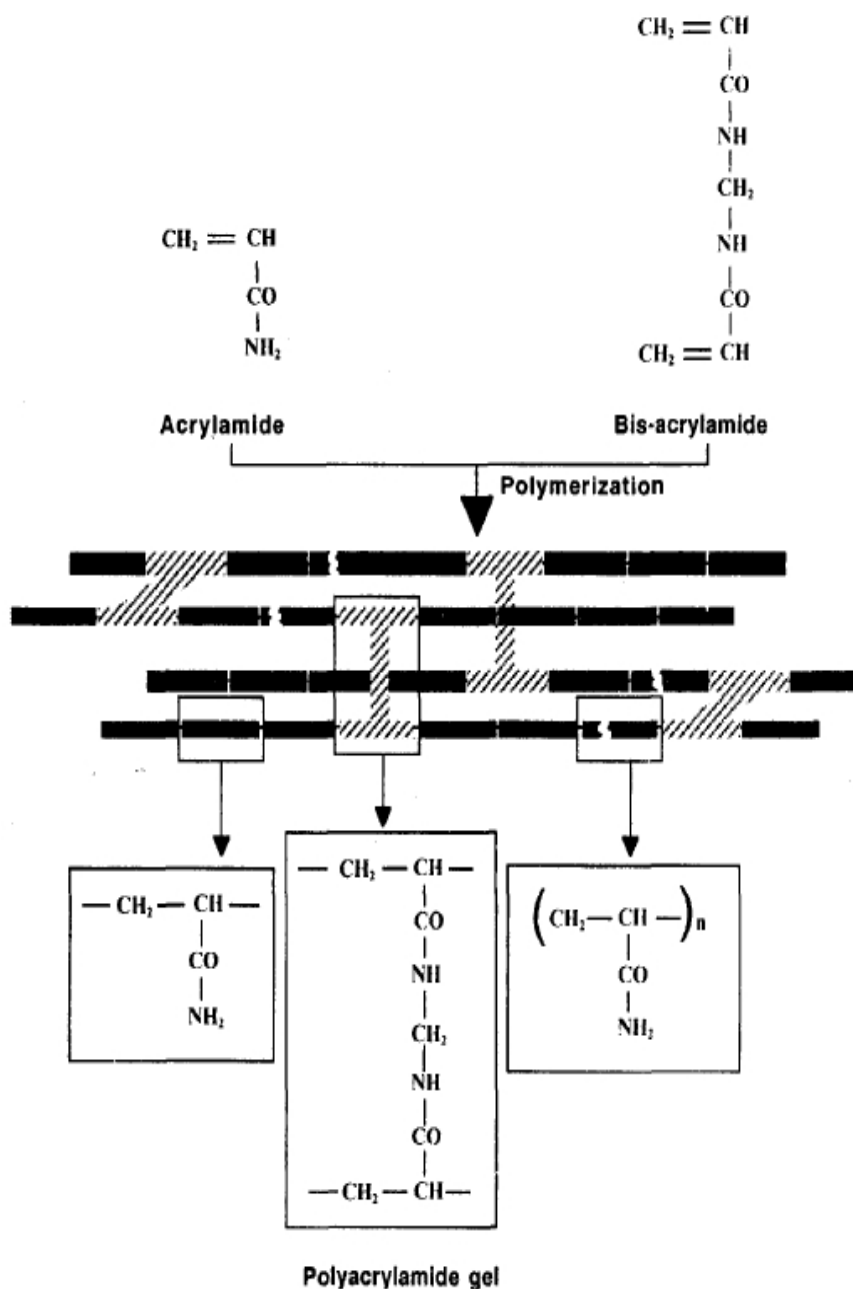 CH₂ = CH
CO
NH
CH₂
NH
CO
CH₂ = CH
CH₂ = CH
CO
NH₂
Acrylamide
Bis-acrylamide
Polymerization
— CH₂ — CH —
CO
NH₂
— CH₂ — CH —
CO
NH
CH₂
NH
CO
—CH₂ —CH—
(CH₂—CH—)n
CO
NH₂
Polyacrylamide gel